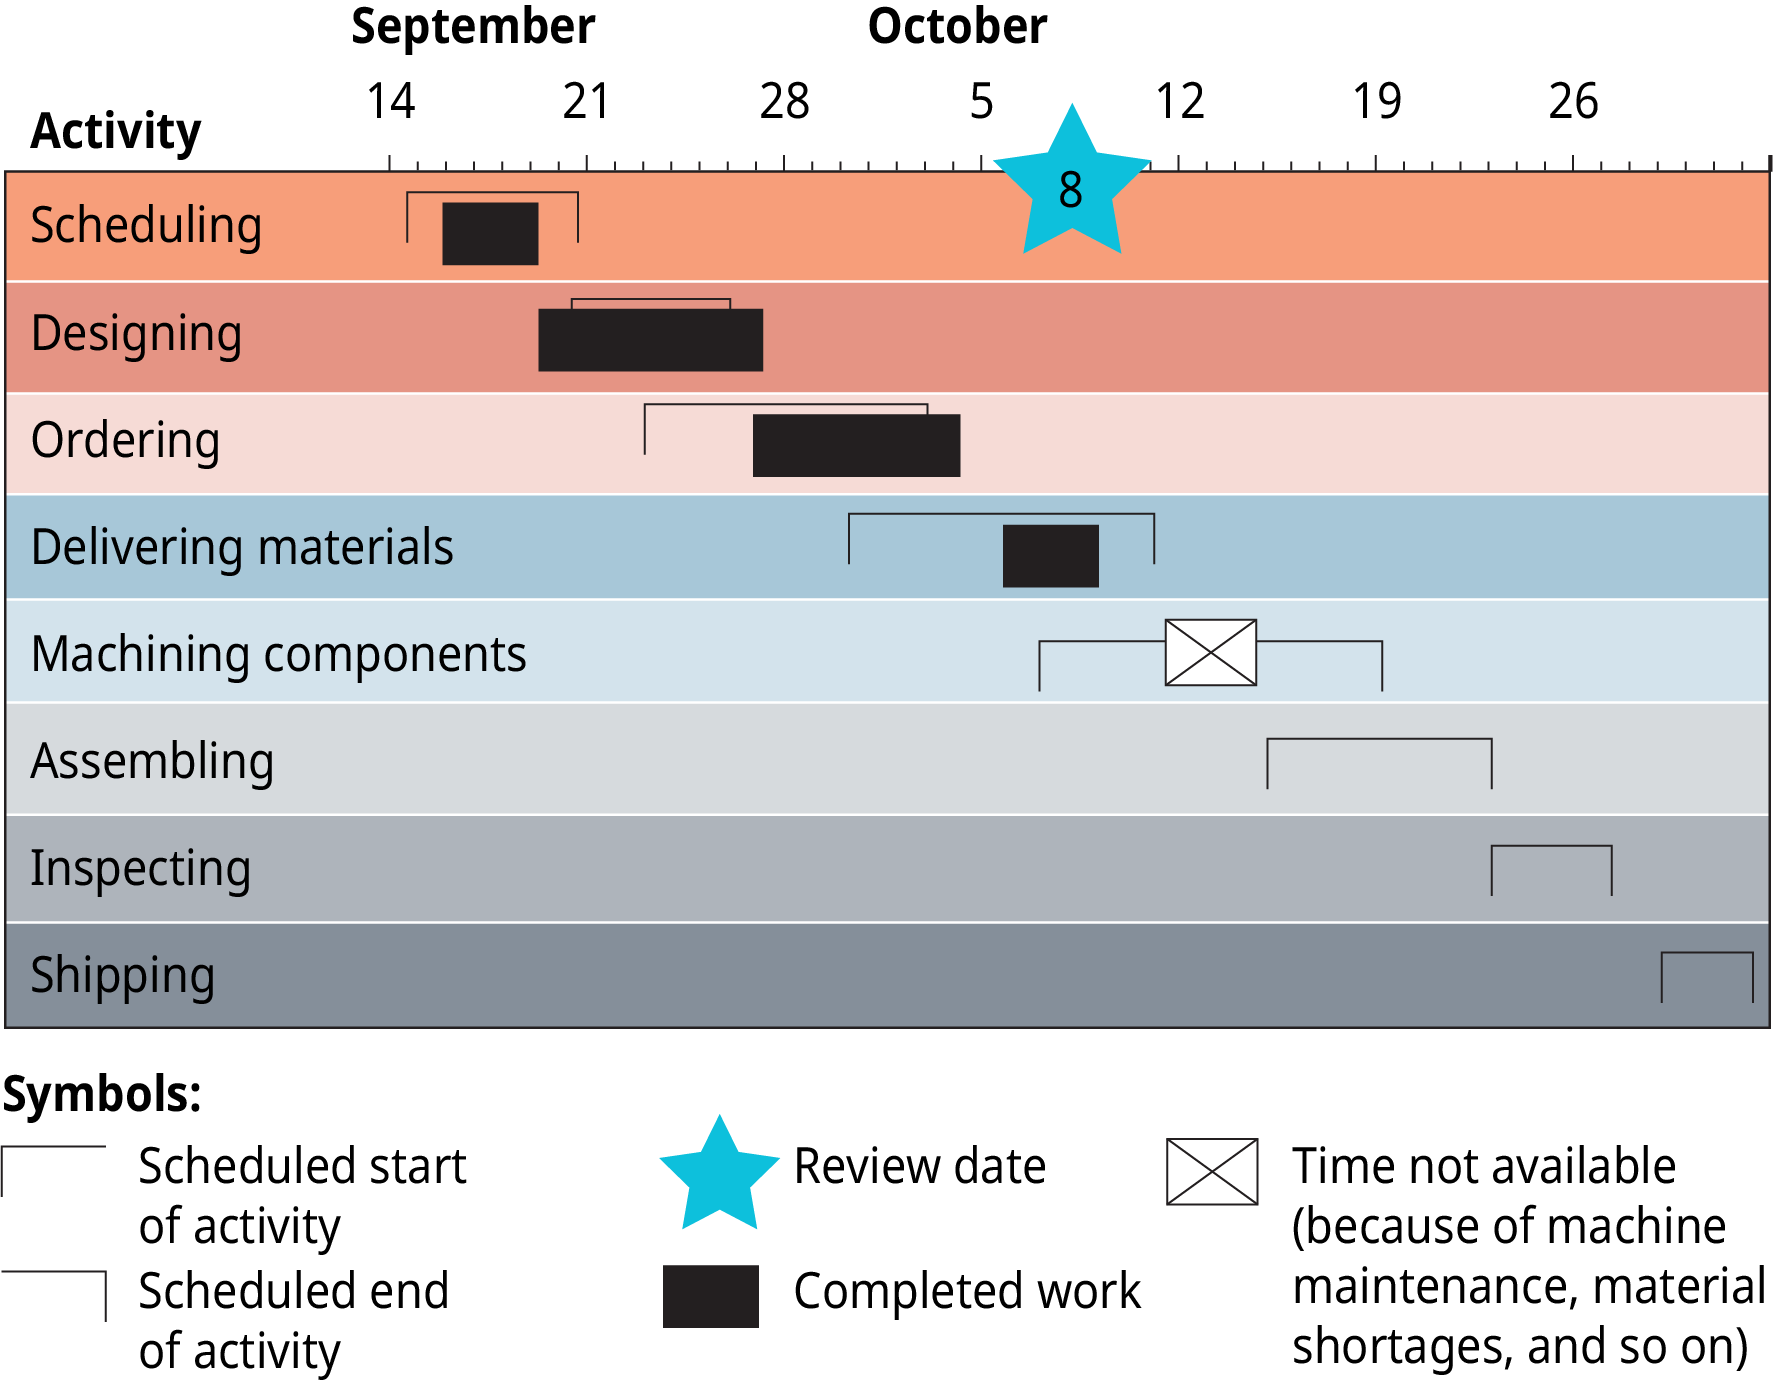 September October
14 21 28 5 12 19 26
Activity
8
Scheduling
Designing
Ordering
Delivering materials
Machining components
Assembling
Inspecting
Shipping
Symbols:
Scheduled start
of activity
Scheduled end
of activity
Review date
Completed work
Time not available
(because of machine
maintenance, material
shortages, and so on)